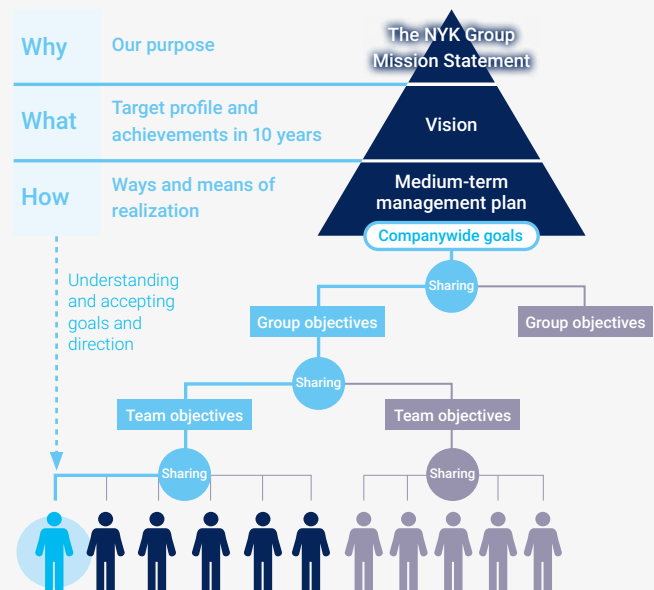 Why
Our purpose
The NYK Group
Mission Statement
What
Target profile and
achievements in 10 years
Vision
How
Ways and means of
realization
Medium-term
management plan
Companywide goals
Sharing
Understanding
and accepting
goals and
direction
Group objectives
Group objectives
Sharing
Team objectives
Team objectives
Sharing
Sharing